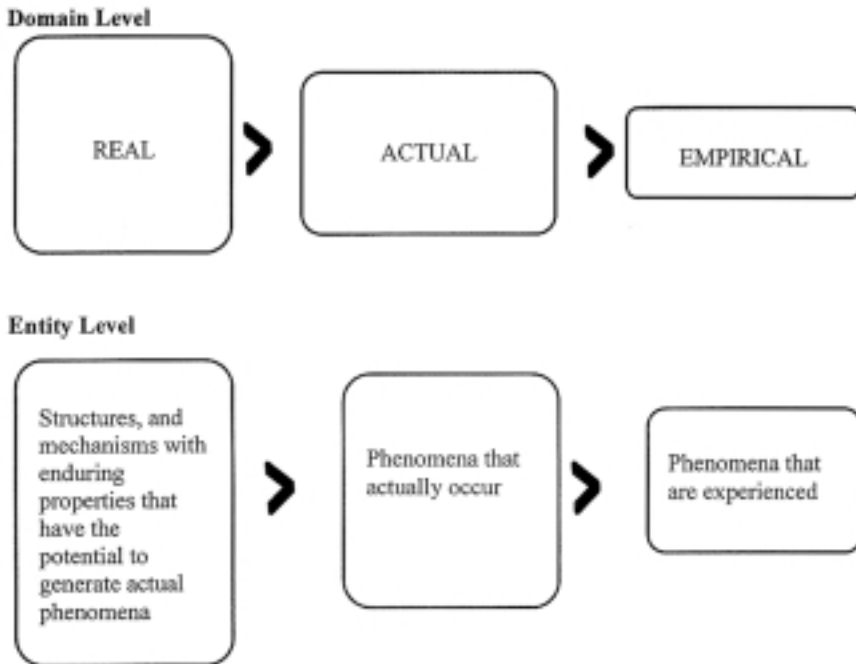 Domain Level
REAL
ACTUAL
EMPIRICAL
Entity Level
Structures, and
mechanisms with
enduring
properties that
have the
potential to
generate actual
phenomena
Phenomena that
actually occur
Phenomena that
are experienced